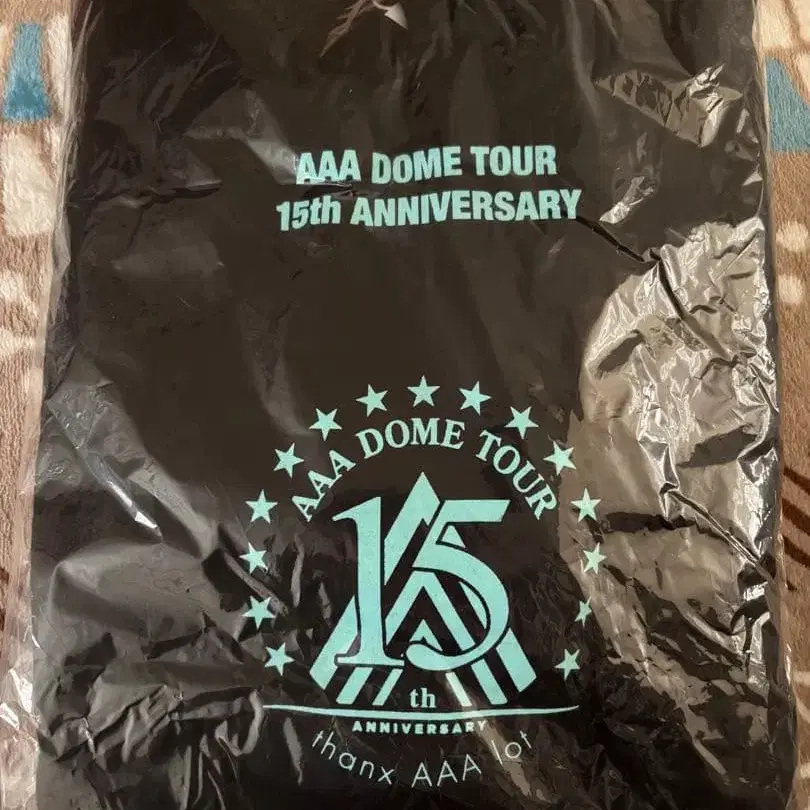 AAA DOME TOUR
15th ANNIVERSARY
AAA DOME TOUR
15
th
ANNIVERSARY
thanx AAA lot